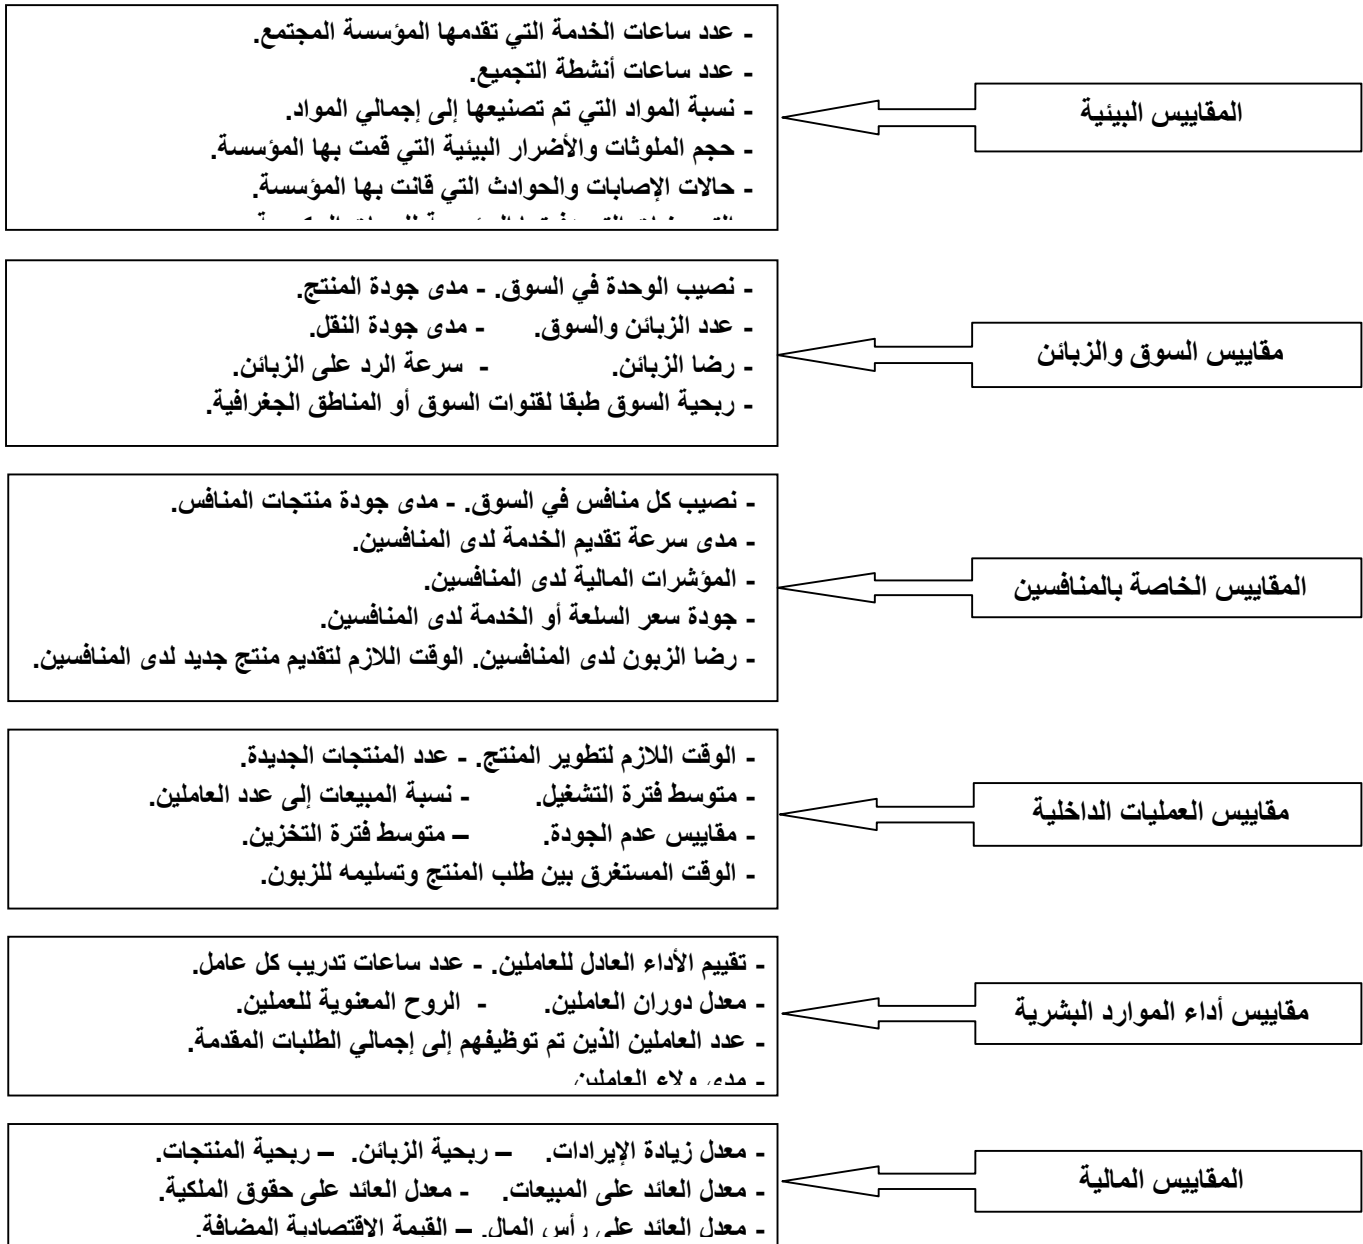 المقاييس البيئية
- عدد ساعات الخدمة التي تقدمها المؤسسة المجتمع.
- عدد ساعات أنشطة التجميع.
- نسبة المواد التي تم تصنيعها إلى إجمالي المواد.
- حجم الملوثات والأضرار البيئية التي قمت بها المؤسسة.
- حالات الإصابات والحوادث التي قانت بها المؤسسة.
مقاييس السوق والزبائن
- نصيب الوحدة في السوق. - مدى جودة المنتج.
- عدد الزبائن والسوق. - مدى جودة النقل.
- رضا الزبائن. - سرعة الرد على الزبائن.
- ربحية السوق طبقا لقنوات السوق أو المناطق الجغرافية.
المقاييس الخاصة بالمنافسين
- نصيب كل منافس في السوق. - مدى جودة منتجات المنافس.
- مدى سرعة تقديم الخدمة لدى المنافسين.
- المؤشرات المالية لدى المنافسين.
- جودة سعر السلعة أو الخدمة لدى المنافسين.
- رضا الزبون لدى المنافسين. الوقت اللازم لتقديم منتج جديد لدى المنافسين.
مقاييس العمليات الداخلية
- الوقت اللازم لتطوير المنتج. - عدد المنتجات الجديدة.
- متوسط فترة التشغيل. - نسبة المبيعات إلى عدد العاملين.
- مقاييس عدم الجودة. – متوسط فترة التخزين.
- الوقت المستغرق بين طلب المنتج وتسليمه للزبون.
مقاييس أداء الموارد البشرية
- تقييم الأداء العادل للعاملين. - عدد ساعات تدريب كل عامل.
- معدل دوران العاملين. - الروح المعنوية للعملين.
- عدد العاملين الذين تم توظيفهم إلى إجمالي الطلبات المقدمة.
- مدى ولاء العاملين
المقاييس المالية
- معدل زيادة الإيرادات. – ربحية الزبائن. – ربحية المنتجات.
- معدل العائد على المبيعات. - معدل العائد على حقوق الملكية.
- معدل العائد على رأس المال. – القيمة الاقتصادية المضافة.